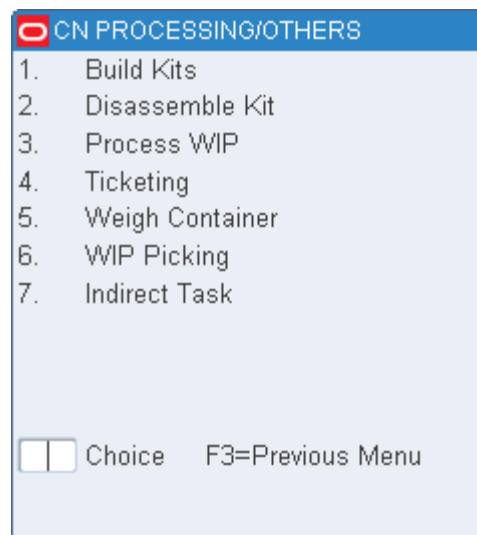 CN PROCESSING/OTHERS
1. Build Kits
2. Disassemble Kit
3. Process WIP
4. Ticketing
5. Weigh Container
6. WIP Picking
7. Indirect Task
Choice F3=Previous Menu